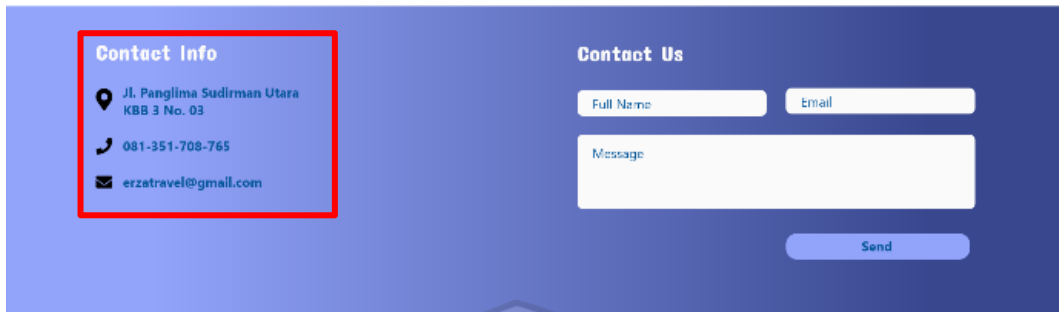 Contact Info
Jl. Panglima Sudirman Utara
KBB 3 No. 03
081-351-708-765
erzatravel@gmail.com
Contact Us
Full Name
Email
Message
Send